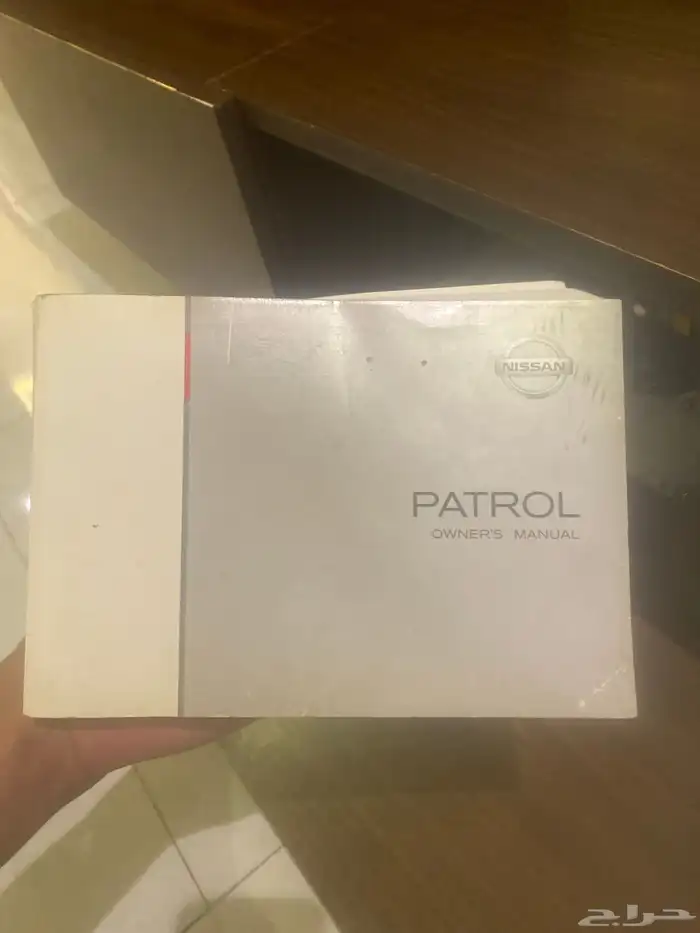 NISSAN
PATROL
OWNER'S MANUAL
حراج